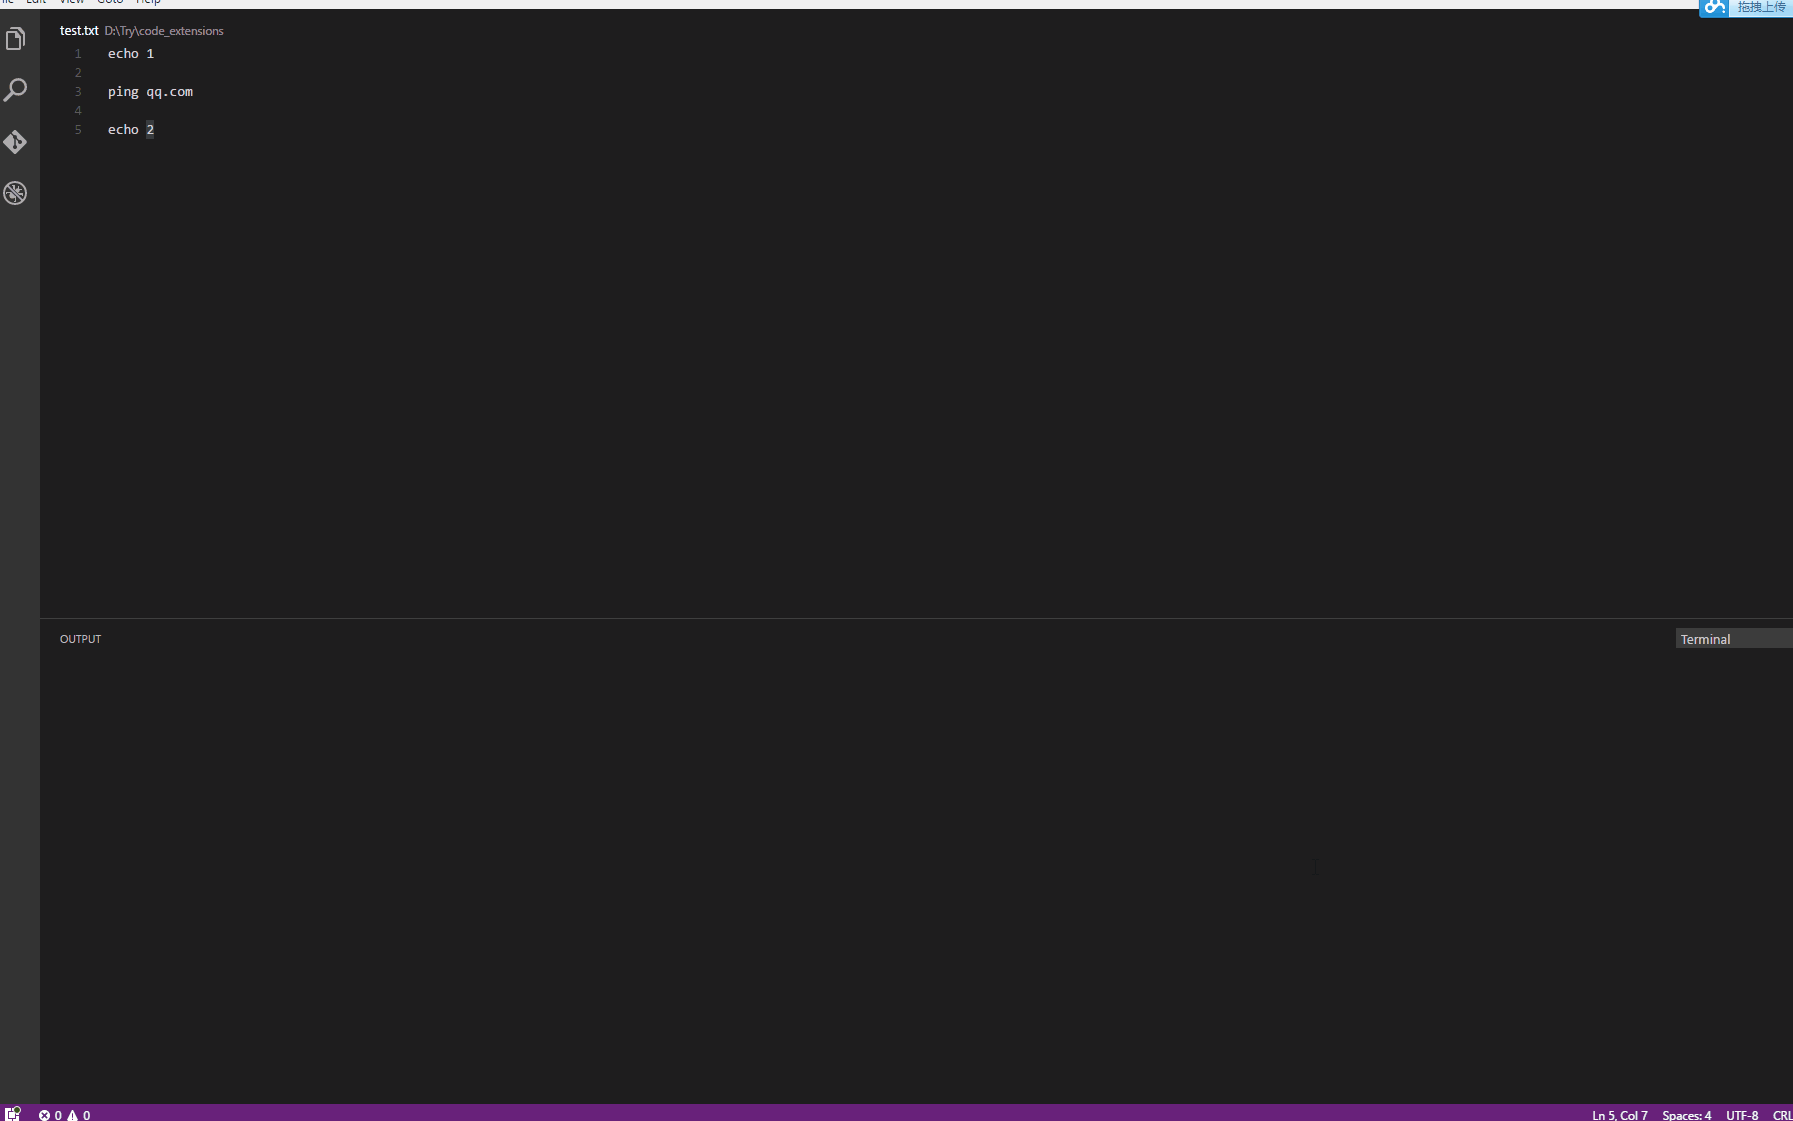 File Edit View Goto Help
拖拽上传
test.txt D:\Try\code_extensions
1 echo 1
2
3 ping qq.com
4
5 echo 2
OUTPUT
Terminal
0 0
Ln 5, Col 7 Spaces: 4 UTF-8 CRL